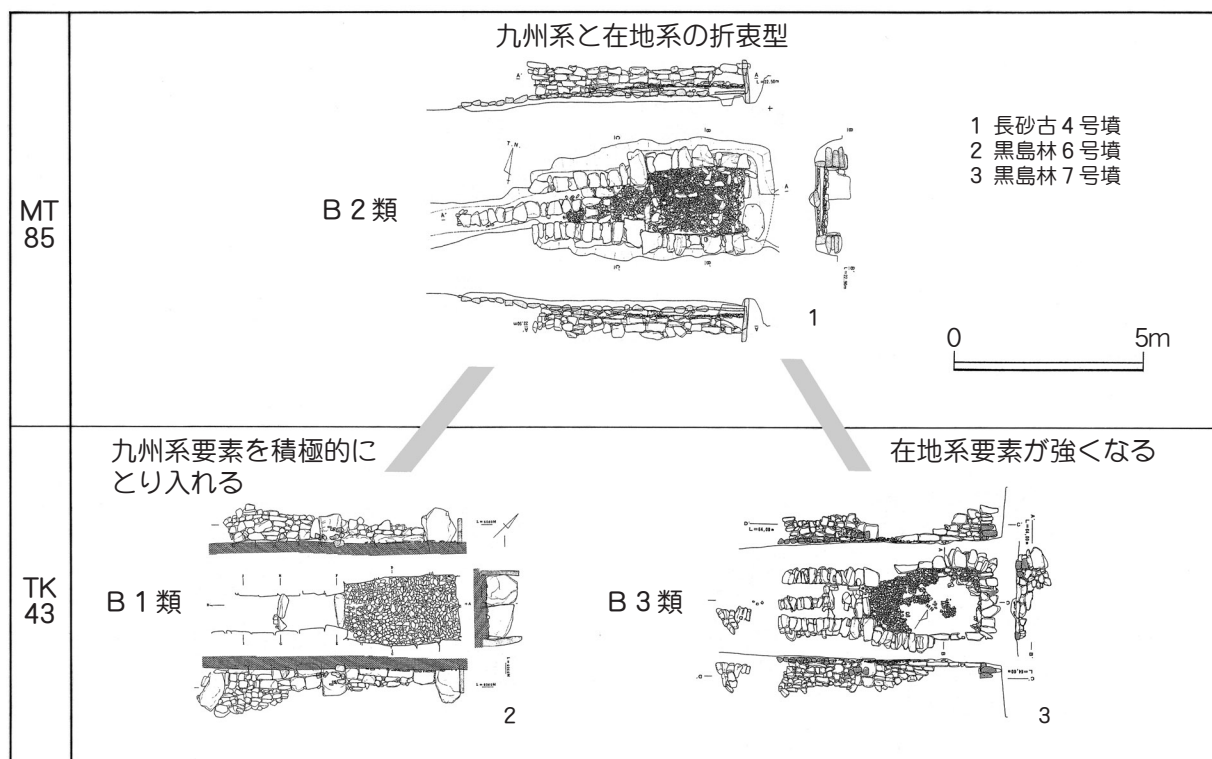 九州系と在地系の折衷型
1 長砂古4号墳
2 黒島林6号墳
3 黒島林7号墳
MT
85
B2類
1
0 5m
九州系要素を積極的に
とり入れる
在地系要素が強くなる
TK
43
B1類
2
B3類
3